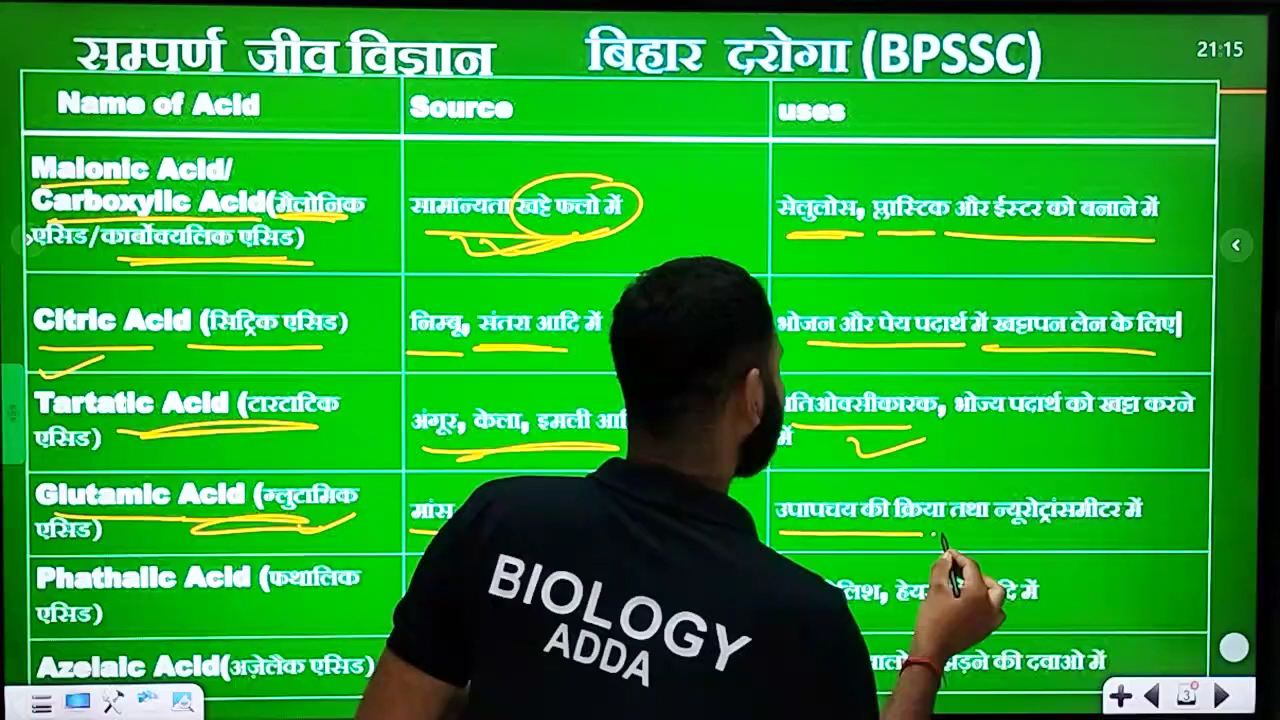 सम्पर्ण जीव विज्ञान बिहार दरोगा (BPSSC)
21:15
Name of Acid Source uses
Malonic Acid/
Carboxylic Acid(मैलोनिक
एसिड/कार्बोक्यलिक एसिड)
सामान्यता खट्टे फलो में
सेलुलोस, प्लास्टिक और ईस्टर को बनाने में
Citric Acid (सिट्रिक एसिड)
निम्बू, संतरा आदि में
भोजन और पेय पदार्थ में खट्टापन लेन के लिए|
Tartatic Acid (टारटाटिक
एसिड)
अंगूर, केला, इमली
भोज्य पदार्थ को खट्टा करने
में
Glutamic Acid (ग्लुटामिक
एसिड)
मांस
उपापचय की क्रिया तथा न्यूरोट्रांसमीटर में
Phathalic Acid (फथालिक
एसिड)
में
Azelaic Acid(अज़ेलैक एसिड)
की दवाओ में
BIOLOGY
ADDA
3